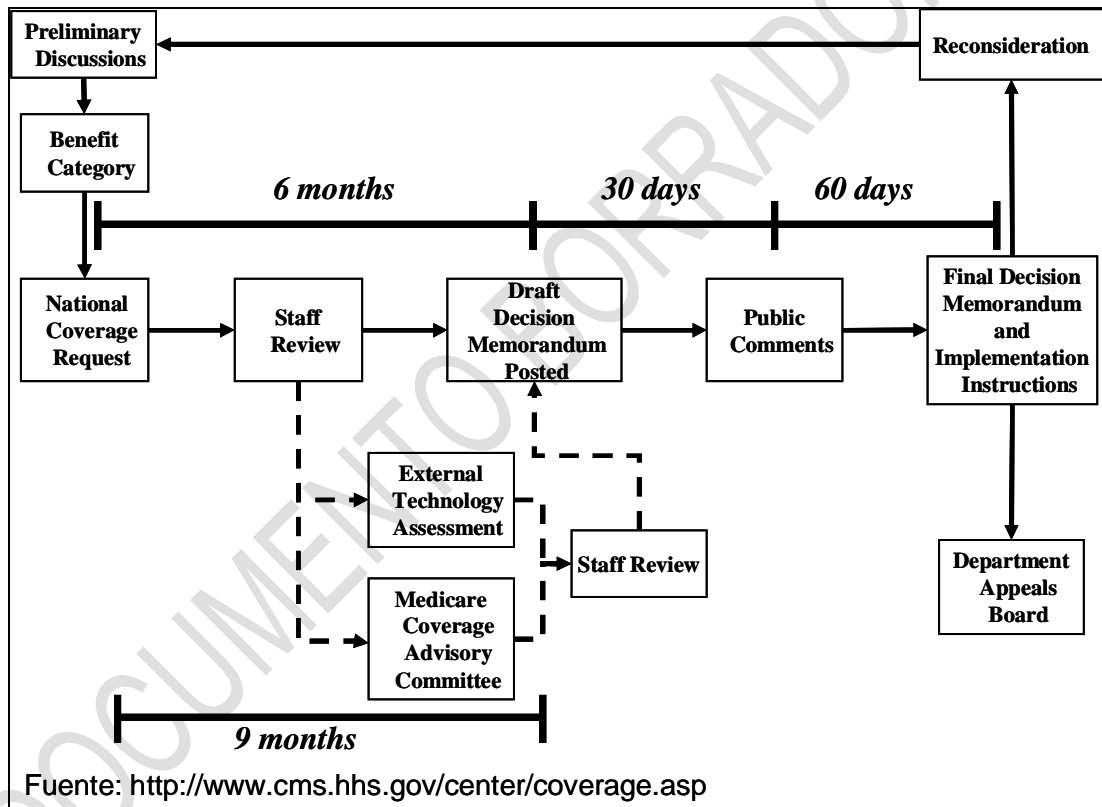 Preliminary
Discussions
Reconsideration
Benefit
Category
6 months
30 days
60 days
National
Coverage
Request
Staff
Review
Draft
Decision
Memorandum
Posted
Public
Comments
Final Decision
Memorandum
and
Implementation
Instructions
External
Technology
Assessment
Staff Review
Medicare
Coverage
Advisory
Committee
Department
Appeals
Board
9 months
Fuente: http://www.cms.hhs.gov/center/coverage.asp
DOCUMENTO BORRADOR